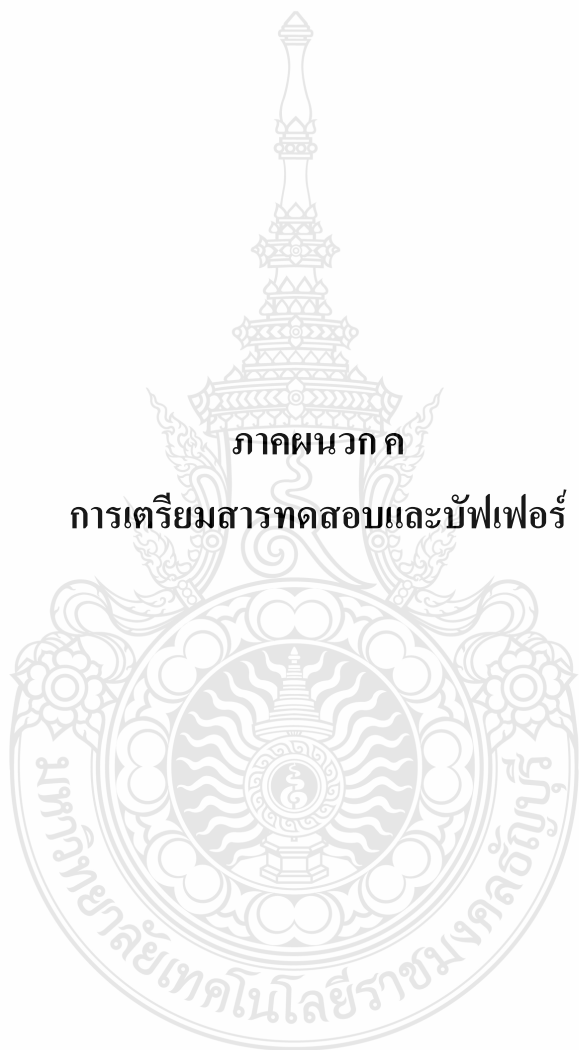 ภาคผนวก ค
การเตรียมสารทดสอบและบัฟเฟอร์
มหาวิทยาลัยเทคโนโลยีราชมงคลธัญบุรี